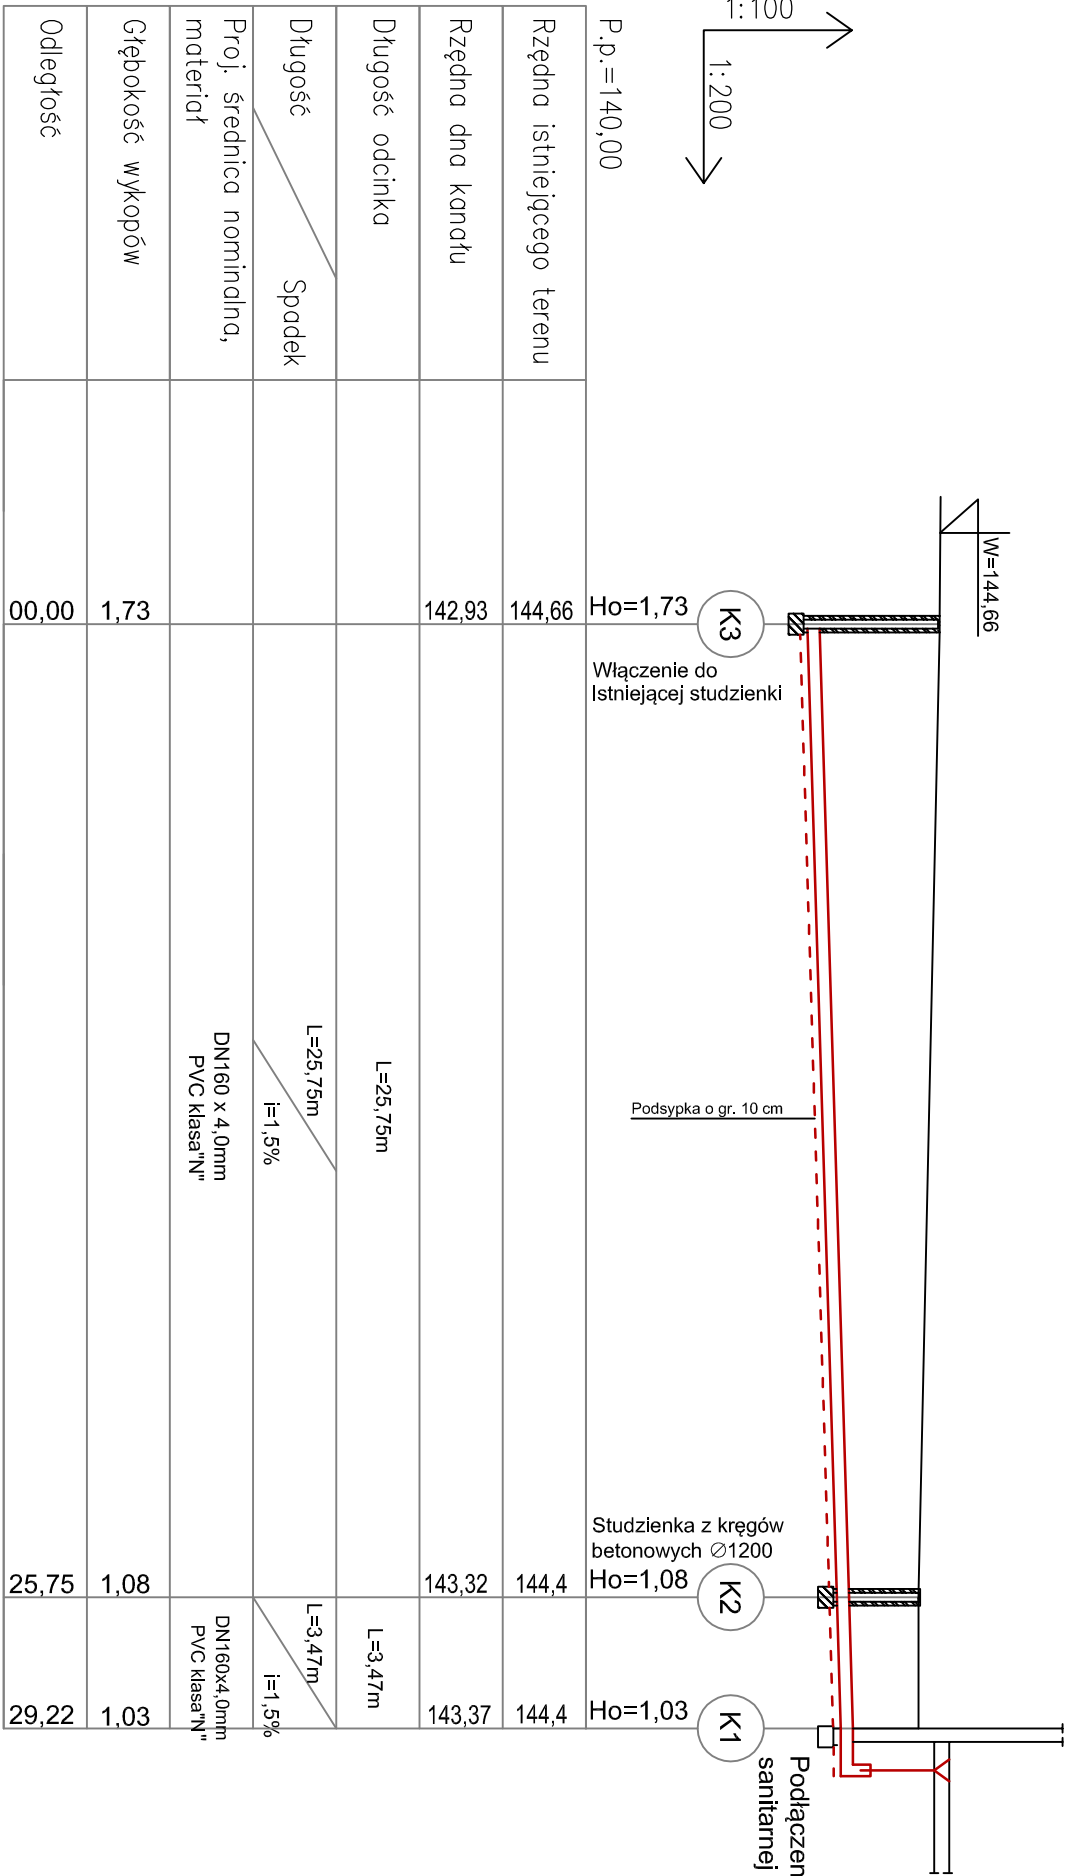 1:100
1:200
P.p.=140,00
Rzędna istniejącego terenu
Rzędna dna kanału
Długość odcinka
Długość
Spadek
Proj. średnica nominalna,
materiał
Głębokość wykopów
Odległość
W=144,66
K3
Ho=1,73
144,66
142,93
1,73
00,00
Włączenie do
Istniejącej studzienki
Podsypka o gr. 10 cm
L=25,75m
L=25,75m
i=1,5%
DN160 x 4,0mm
PVC klasa"N"
Studzienka z kręgów
betonowych ∅1200
K2
Ho=1,08
144,4
143,32
1,08
25,75
L=3,47m
L=3,47m
i=1,5%
DN160x4,0mm
PVC klasa"N"
K1
Ho=1,03
144,4
143,37
1,03
29,22
Podłączen
sanitarnej